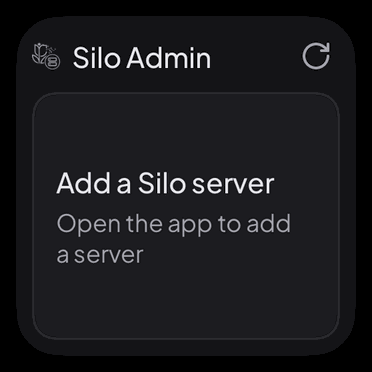 Silo Admin
Add a Silo server
Open the app to add
a server